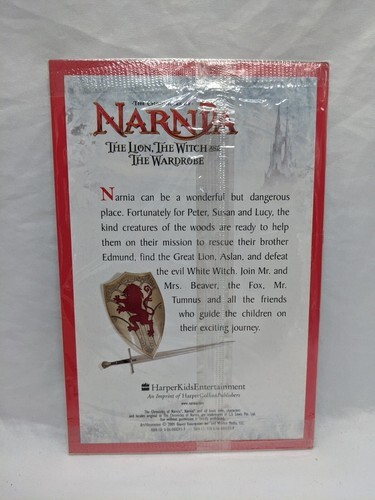 THE CHRONICLES OF
NARNIA
THE LION, THE WITCH AND
THE WARDROBE
Narnia can be a wonderful but dangerous
place. Fortunately for Peter, Susan and Lucy, the
kind creatures of the woods are ready to help
them on their mission to rescue their brother
Edmund, find the Great Lion, Aslan, and defeat
the evil White Witch. Join Mr. and
Mrs. Beaver, the Fox, Mr.
Tumnus and all the friends
who guide the children on
their exciting journey.
HarperKidsEntertainment
An Imprint of HarperCollinsPublishers